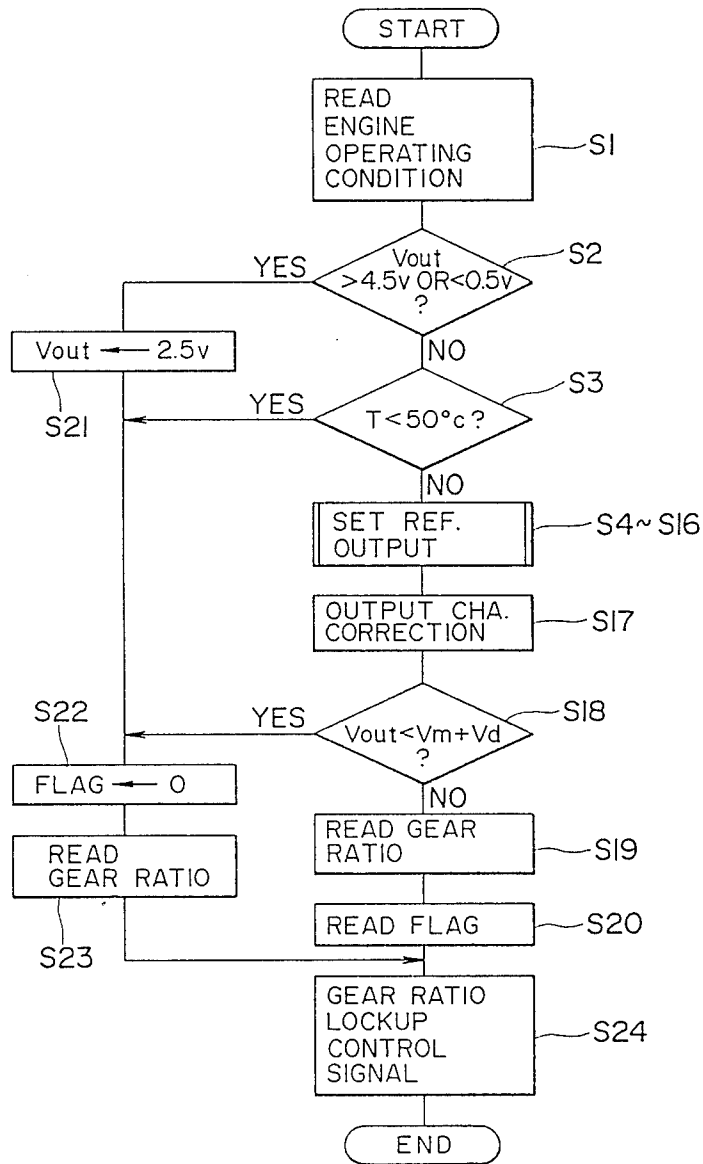 START
READ
ENGINE
OPERATING
CONDITION
S1
Vout
>4.5v OR<0.5v
?
S2
YES
NO
Vout ← 2.5v
S21
T<50°c?
S3
YES
NO
SET REF.
OUTPUT
S4~S16
OUTPUT CHA.
CORRECTION
S17
Vout<Vm+Vd
?
S18
YES
NO
S22
FLAG ← 0
READ
GEAR RATIO
S23
READ GEAR
RATIO
S19
READ FLAG
S20
GEAR RATIO
LOCKUP
CONTROL
SIGNAL
S24
END